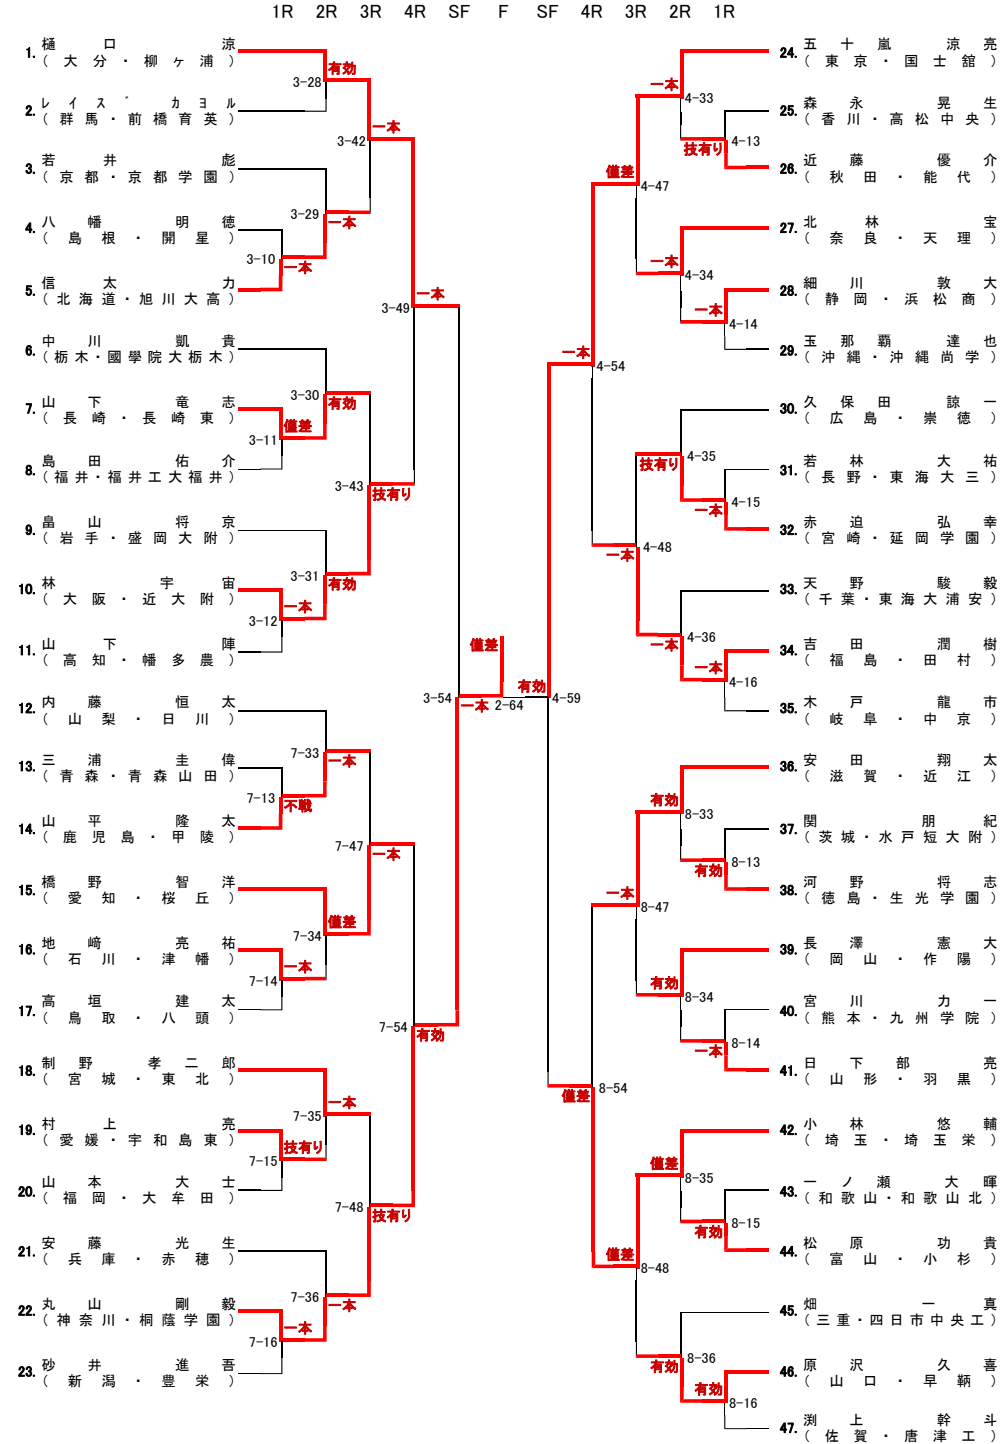 1R 2R 3R 4R SF F SF 4R 3R 2R 1R
1. 樋口 涼
(大分・柳ヶ浦)
2. レイズ カヨル
(群馬・前橋育英)
3. 若井 彪
(京都・京都学園)
4. 八幡 明徳
(島根・開星)
5. 信太 力
(北海道・旭川大高)
6. 中川 凱貴
(栃木・國學院大栃木)
7. 山下 竜志
(長崎・長崎東)
8. 島田 佑介
(福井・福井工大福井)
9. 畠山 将京
(岩手・盛岡大附)
10. 林 宇宙
(大阪・近大附)
11. 山下 陣
(高知・幡多農)
12. 内藤 恒太
(山梨・日川)
13. 三浦 圭偉
(青森・青森山田)
14. 山平 隆太
(鹿児島・甲陵)
15. 橋野 智洋
(愛知・桜丘)
16. 地﨑 亮祐
(石川・津幡)
17. 高垣 建太
(鳥取・八頭)
18. 制野 孝二郎
(宮城・東北)
19. 村上 亮
(愛媛・宇和島東)
20. 山本 大士
(福岡・大牟田)
21. 安藤 光生
(兵庫・赤穂)
22. 丸山 剛毅
(神奈川・桐蔭学園)
23. 砂井 進吾
(新潟・豊栄)
3-28 有効
3-42 一本
3-29 一本
3-10 一本
3-49 一本
3-30 有効
3-11 僅差
3-43 技有り
3-31 有効
3-12 一本
3-54 一本
7-33 一本
7-13 不戦
7-47 一本
7-34 僅差
7-14 一本
7-54 有効
7-35 一本
7-15 技有り
7-48 技有り
7-36 一本
7-16 一本
僅差
2-64
有効 4-59
24. 五十嵐 涼亮
(東京・国士舘)
25. 森永 晃生
(香川・高松中央)
26. 近藤 優介
(秋田・能代)
27. 北林 宝
(奈良・天理)
28. 細川 敦大
(静岡・浜松商)
29. 玉那覇 達也
(沖縄・沖縄尚学)
30. 久保田 諒一
(広島・崇徳)
31. 若林 大祐
(長野・東海大三)
32. 赤迫 弘幸
(宮崎・延岡学園)
33. 天野 駿毅
(千葉・東海大浦安)
34. 吉田 潤樹
(福島・田村)
35. 木戸 龍市
(岐阜・中京)
36. 安田 翔太
(滋賀・近江)
37. 関 朋紀
(茨城・水戸短大附)
38. 河野 将志
(徳島・生光学園)
39. 長澤 憲大
(岡山・作陽)
40. 宮川 力一
(熊本・九州学院)
41. 日下部 亮
(山形・羽黒)
42. 小林 悠輔
(埼玉・埼玉栄)
43. 一ノ瀬 大暉
(和歌山・和歌山北)
44. 松原 功貴
(富山・小杉)
45. 畑 一真
(三重・四日市中央工)
46. 原沢 久喜
(山口・早鞆)
47. 渕上 幹斗
(佐賀・唐津工)
一本 4-33
技有り 4-13
僅差 4-47
一本 4-34
一本 4-14
一本 4-54
技有り 4-35
一本 4-15
一本 4-48
一本 4-36
一本 4-16
有効 8-33
有効 8-13
一本 8-47
有効 8-34
一本 8-14
僅差 8-54
僅差 8-35
有効 8-15
僅差 8-48
有効 8-36
有効 8-16